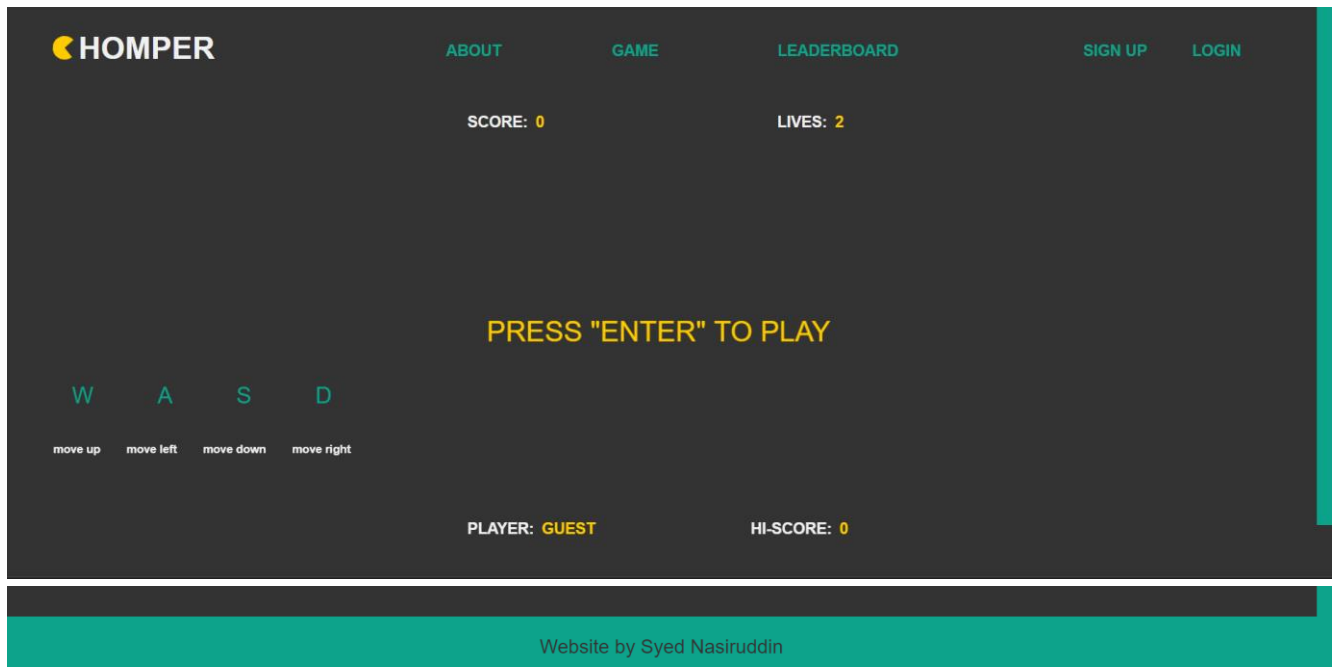 HOMPER ABOUT GAME LEADERBOARD SIGN UP LOGIN
SCORE: 0 LIVES: 2
PRESS "ENTER" TO PLAY
W A S D
move up move left move down move right
PLAYER: GUEST HI-SCORE: 0
Website by Syed Nasiruddin